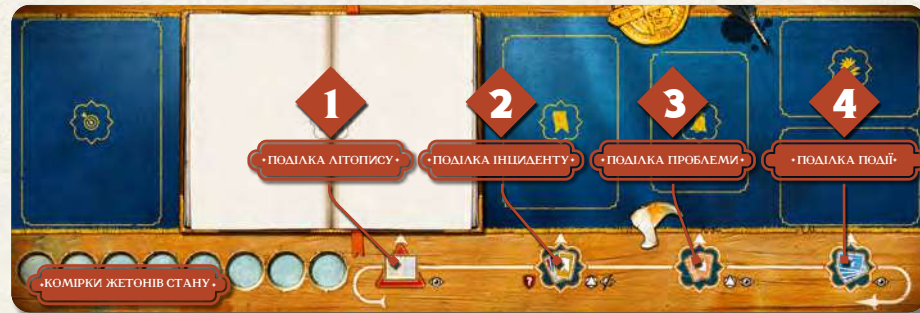 1
2
3
4
•ПОДІЛКА ЛІТОПИСУ•
•ПОДІЛКА ІНЦИДЕНТУ•
•ПОДІЛКА ПРОБЛЕМИ•
•ПОДІЛКА ПОДІЇ•
•КОМІРКИ ЖЕТОНІВ СТАНУ•
?